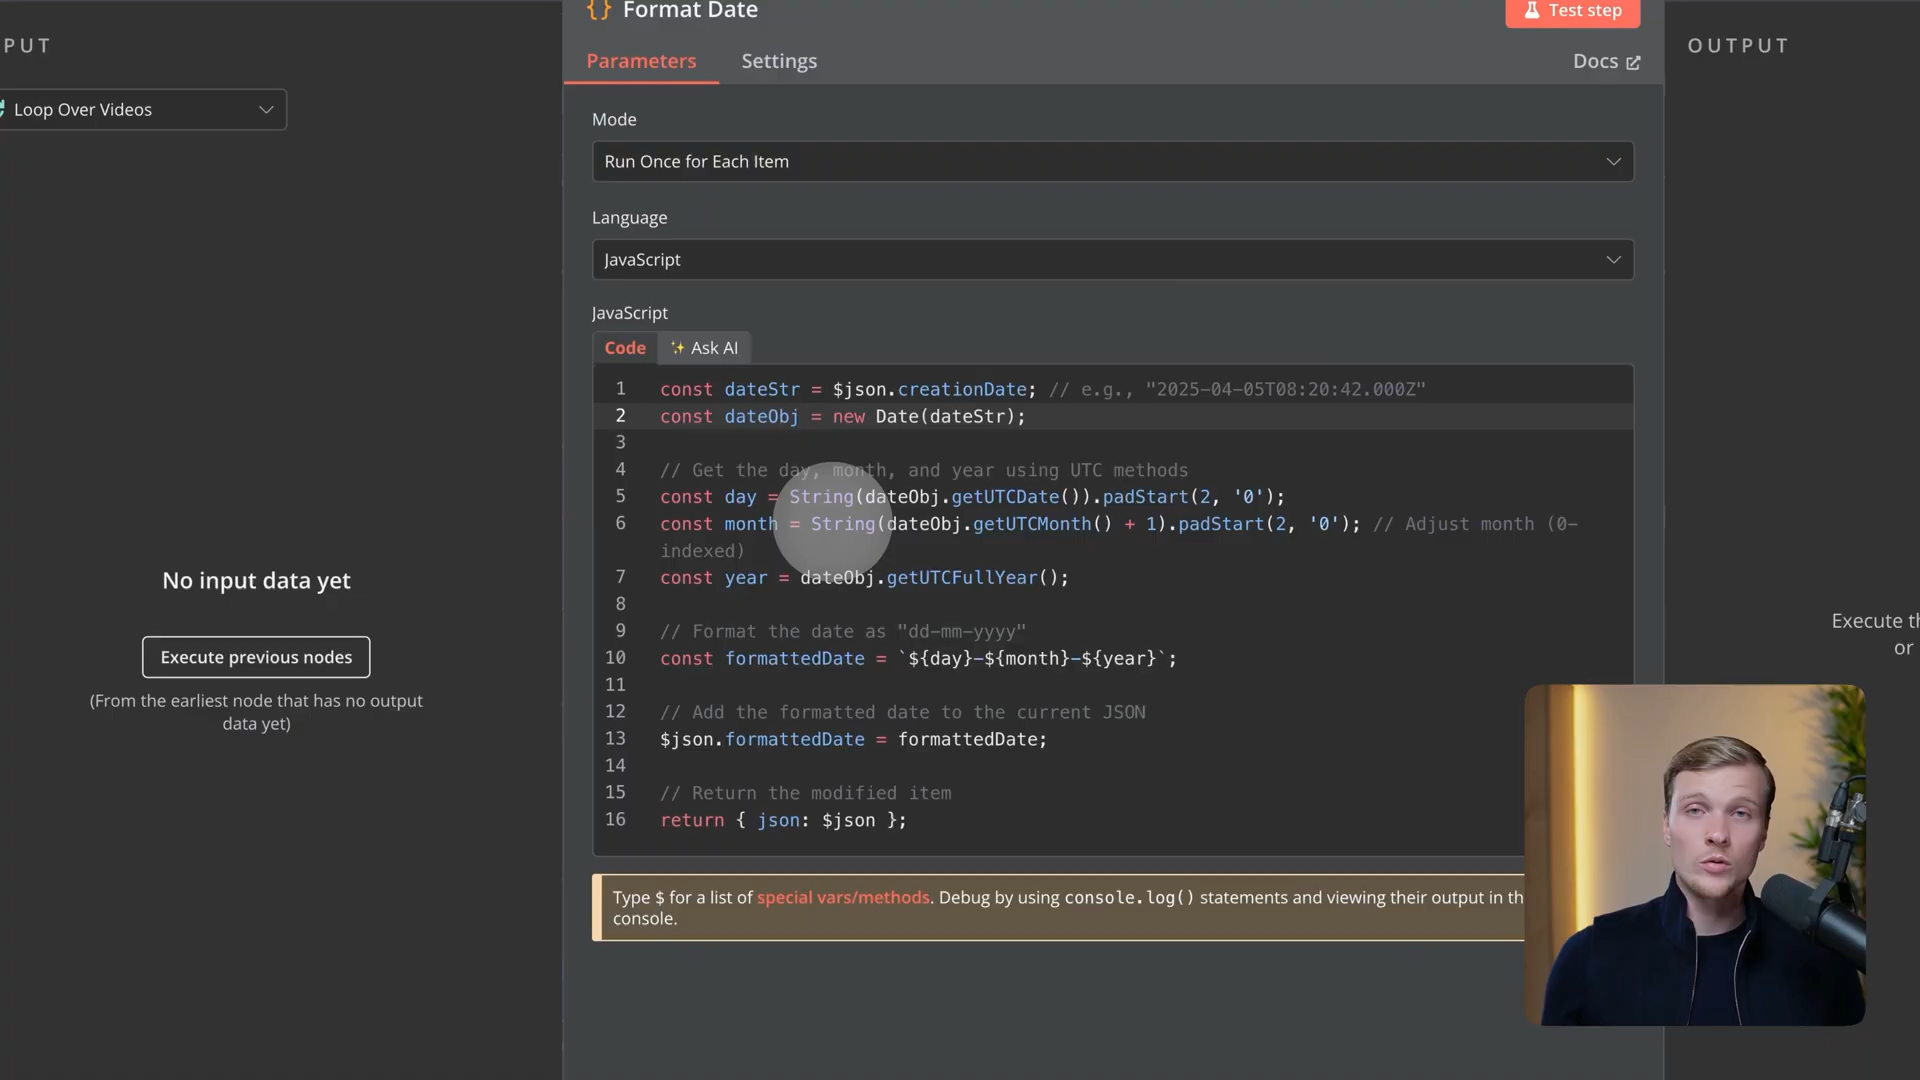 PUT
Loop Over Videos
No input data yet
Execute previous nodes
(From the earliest node that has no output
data yet)
{} Format Date
Test step
Parameters
Settings
Docs
Mode
Run Once for Each Item
Language
JavaScript
JavaScript
Code
Ask AI
1 const dateStr = $json.creationDate; // e.g., "2025-04-05T08:20:42.000Z"
2 const dateObj = new Date(dateStr);
3
4 // Get the day, month, and year using UTC methods
5 const day = String(dateObj.getUTCDate()).padStart(2, '0');
6 const month = String(dateObj.getUTCMonth() + 1).padStart(2, '0'); // Adjust month (0-
indexed)
7 const year = dateObj.getUTCFullYear();
8
9 // Format the date as "dd-mm-yyyy"
10 const formattedDate = `${day}-${month}-${year}`;
11
12 // Add the formatted date to the current JSON
13 $json.formattedDate = formattedDate;
14
15 // Return the modified item
16 return { json: $json };
Type $ for a list of special vars/methods. Debug by using console.log() statements and viewing their output in th
console.
OUTPUT
Execute th
or